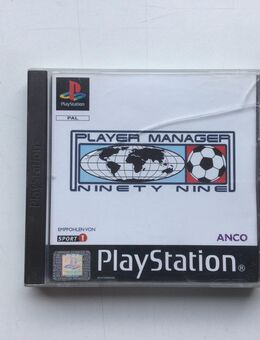 PlayStation
PAL
PlayStation
PLAYER MANAGER
NINETY NINE
EMPFOHLEN VON
SPORT 1
ANCO
PlayStation®